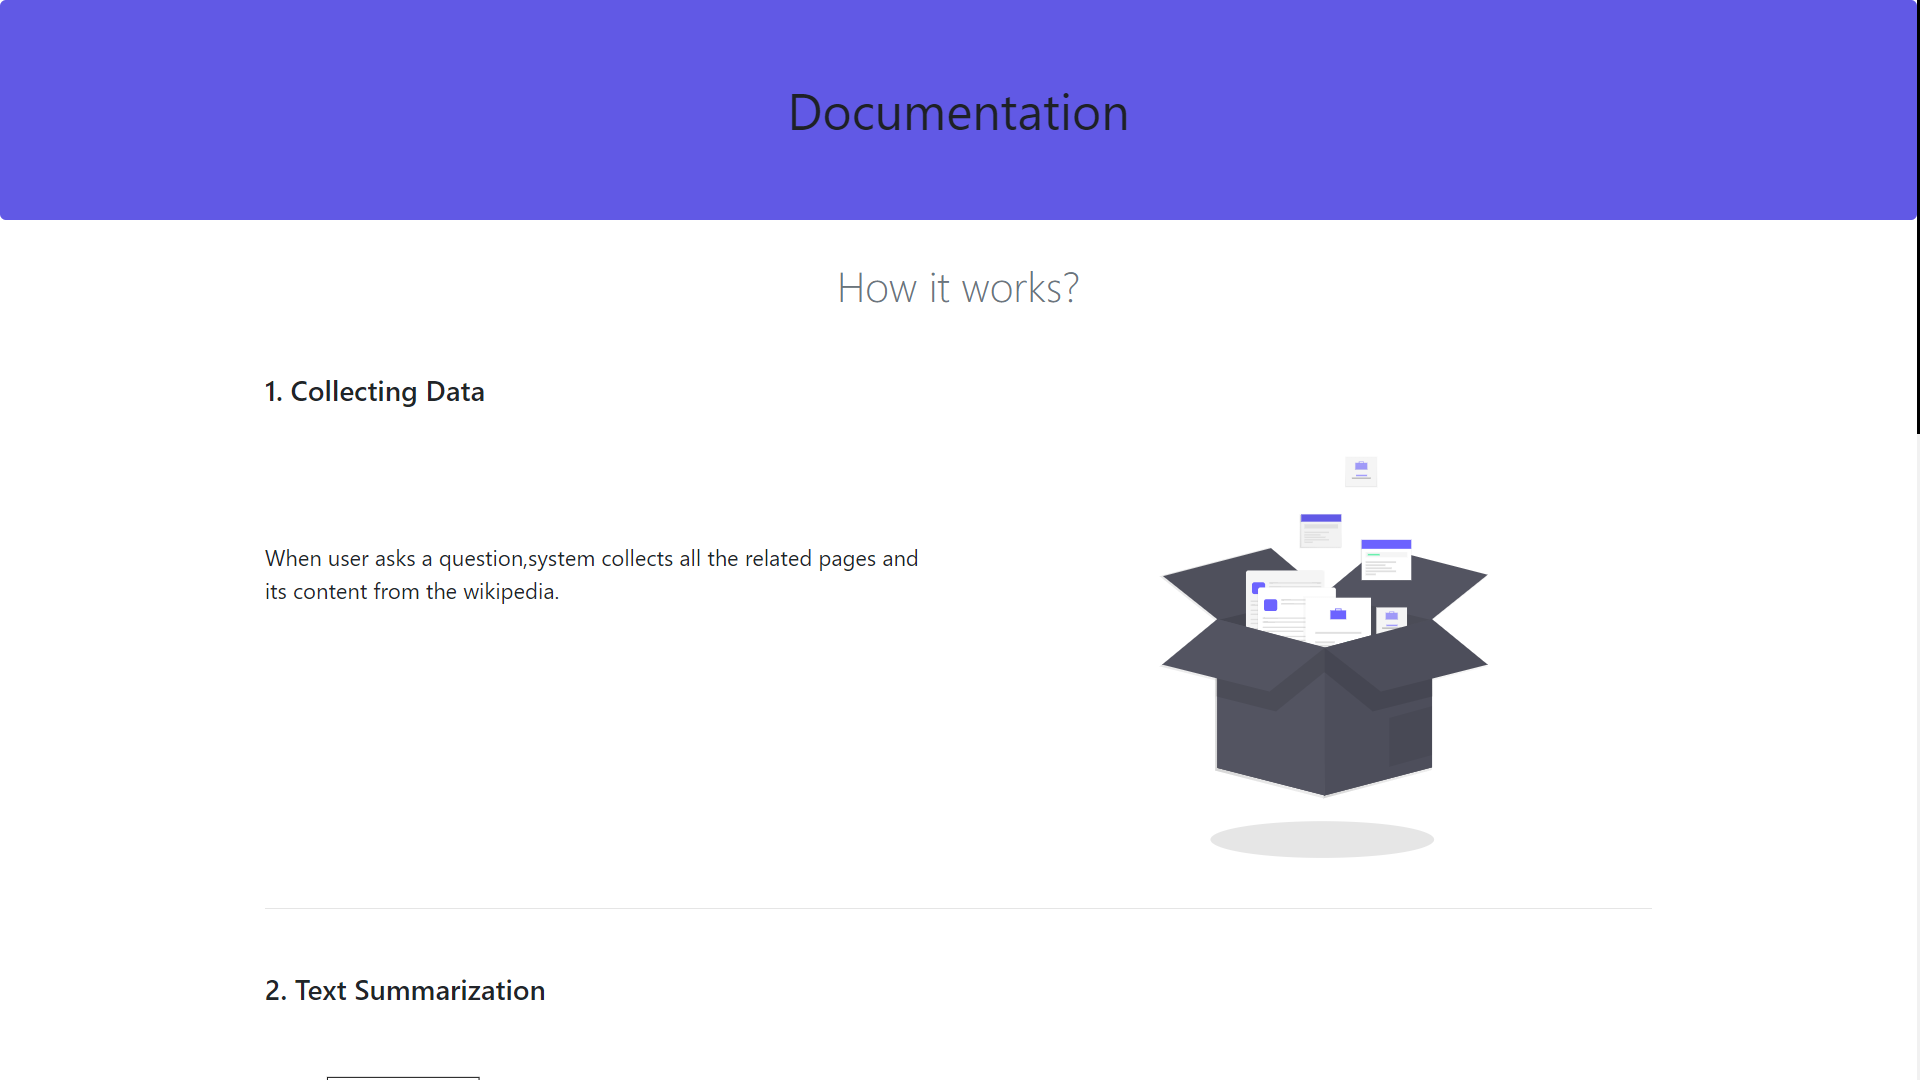 Documentation
How it works?
1. Collecting Data
When user asks a question,system collects all the related pages and
its content from the wikipedia.
2. Text Summarization